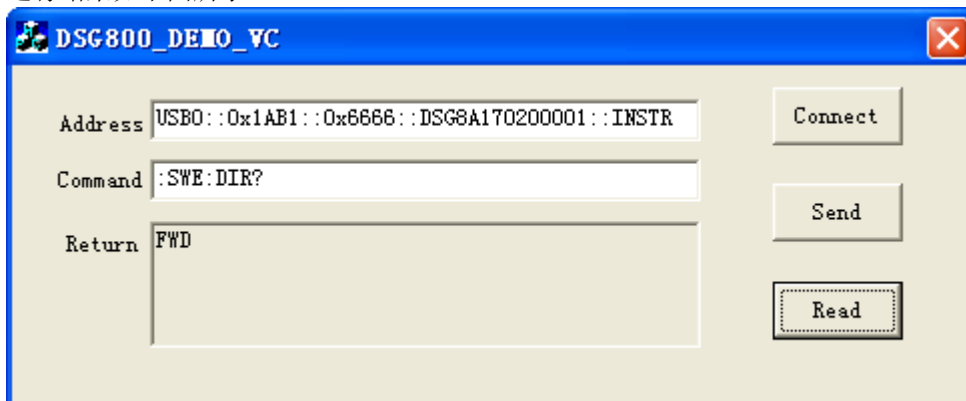 DSG800_DEMO_VC
Address USB0::0x1AB1::0x6666::DSG8A170200001::INSTR Connect
Command :SWE:DIR?
Send
Return FWD
Read